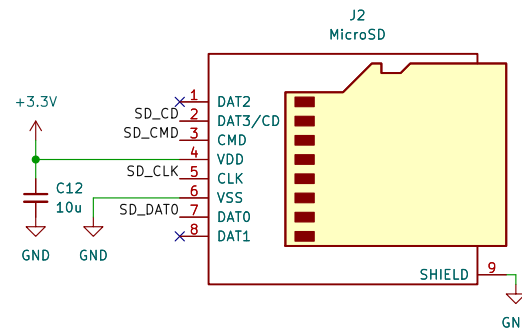 J2
MicroSD
+3.3V
1 DAT2
SD_CD 2 DAT3/CD
SD_CMD 3 CMD
4 VDD
SD_CLK 5 CLK
6 VSS
SD_DAT0 7 DAT0
8 DAT1
C12
10u
GND
GND
SHIELD 9
GN